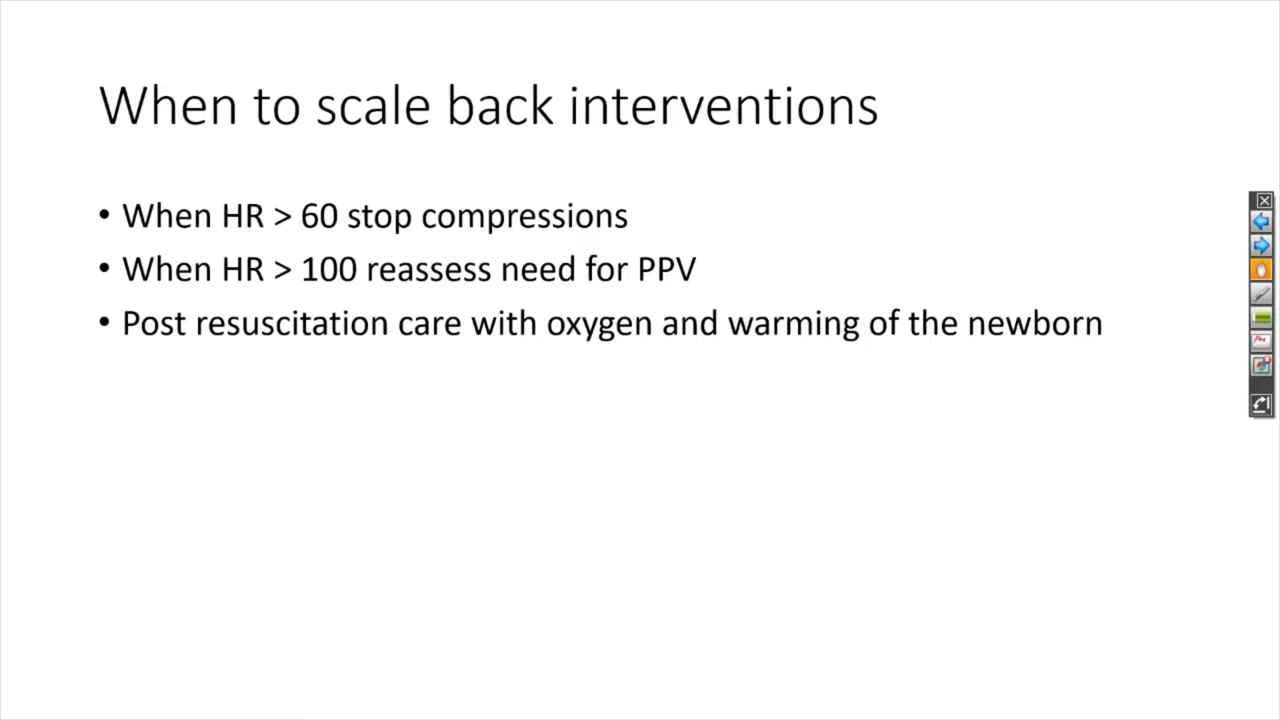 When to scale back interventions
• When HR > 60 stop compressions
• When HR > 100 reassess need for PPV
• Post resuscitation care with oxygen and warming of the newborn